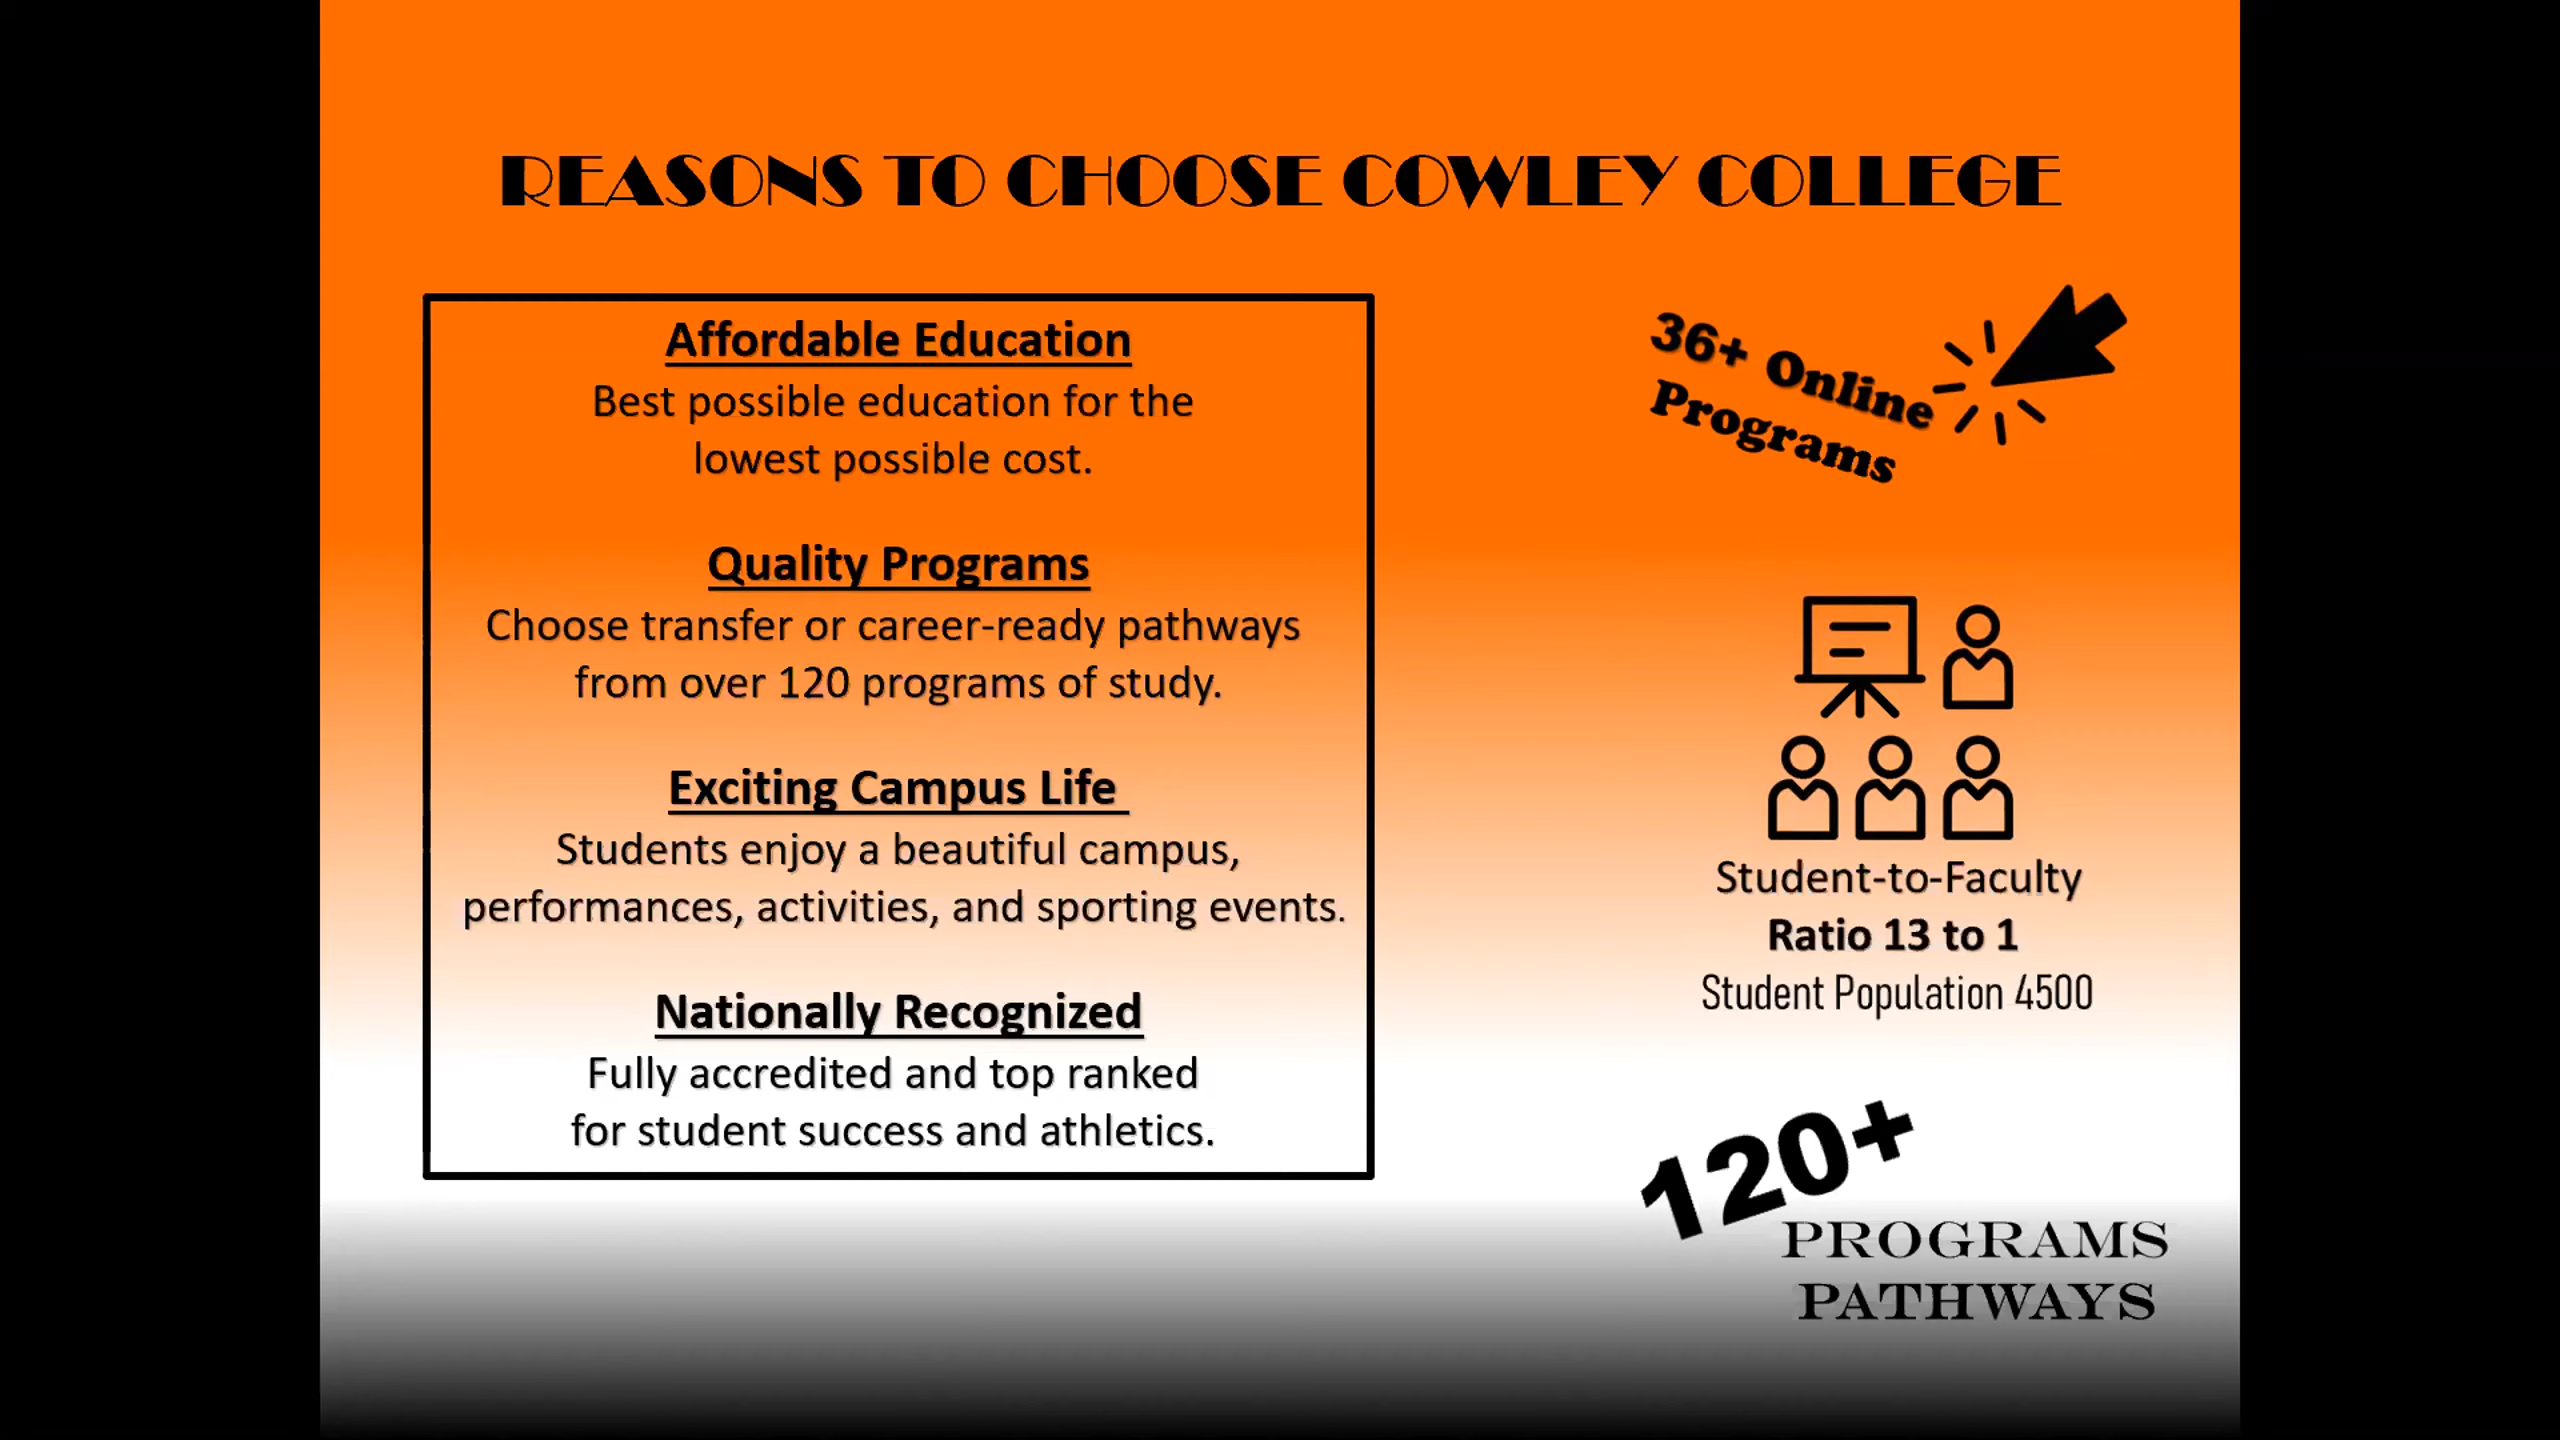 REASONS TO CHOOSE COWLEY COLLEGE
Affordable Education
Best possible education for the
lowest possible cost.
Quality Programs
Choose transfer or career-ready pathways
from over 120 programs of study.
Exciting Campus Life
Students enjoy a beautiful campus,
performances, activities, and sporting events.
Nationally Recognized
Fully accredited and top ranked
for student success and athletics.
36+ Online
Programs
Student-to-Faculty
Ratio 13 to 1
Student Population 4500
120+
PROGRAMS
PATHWAYS